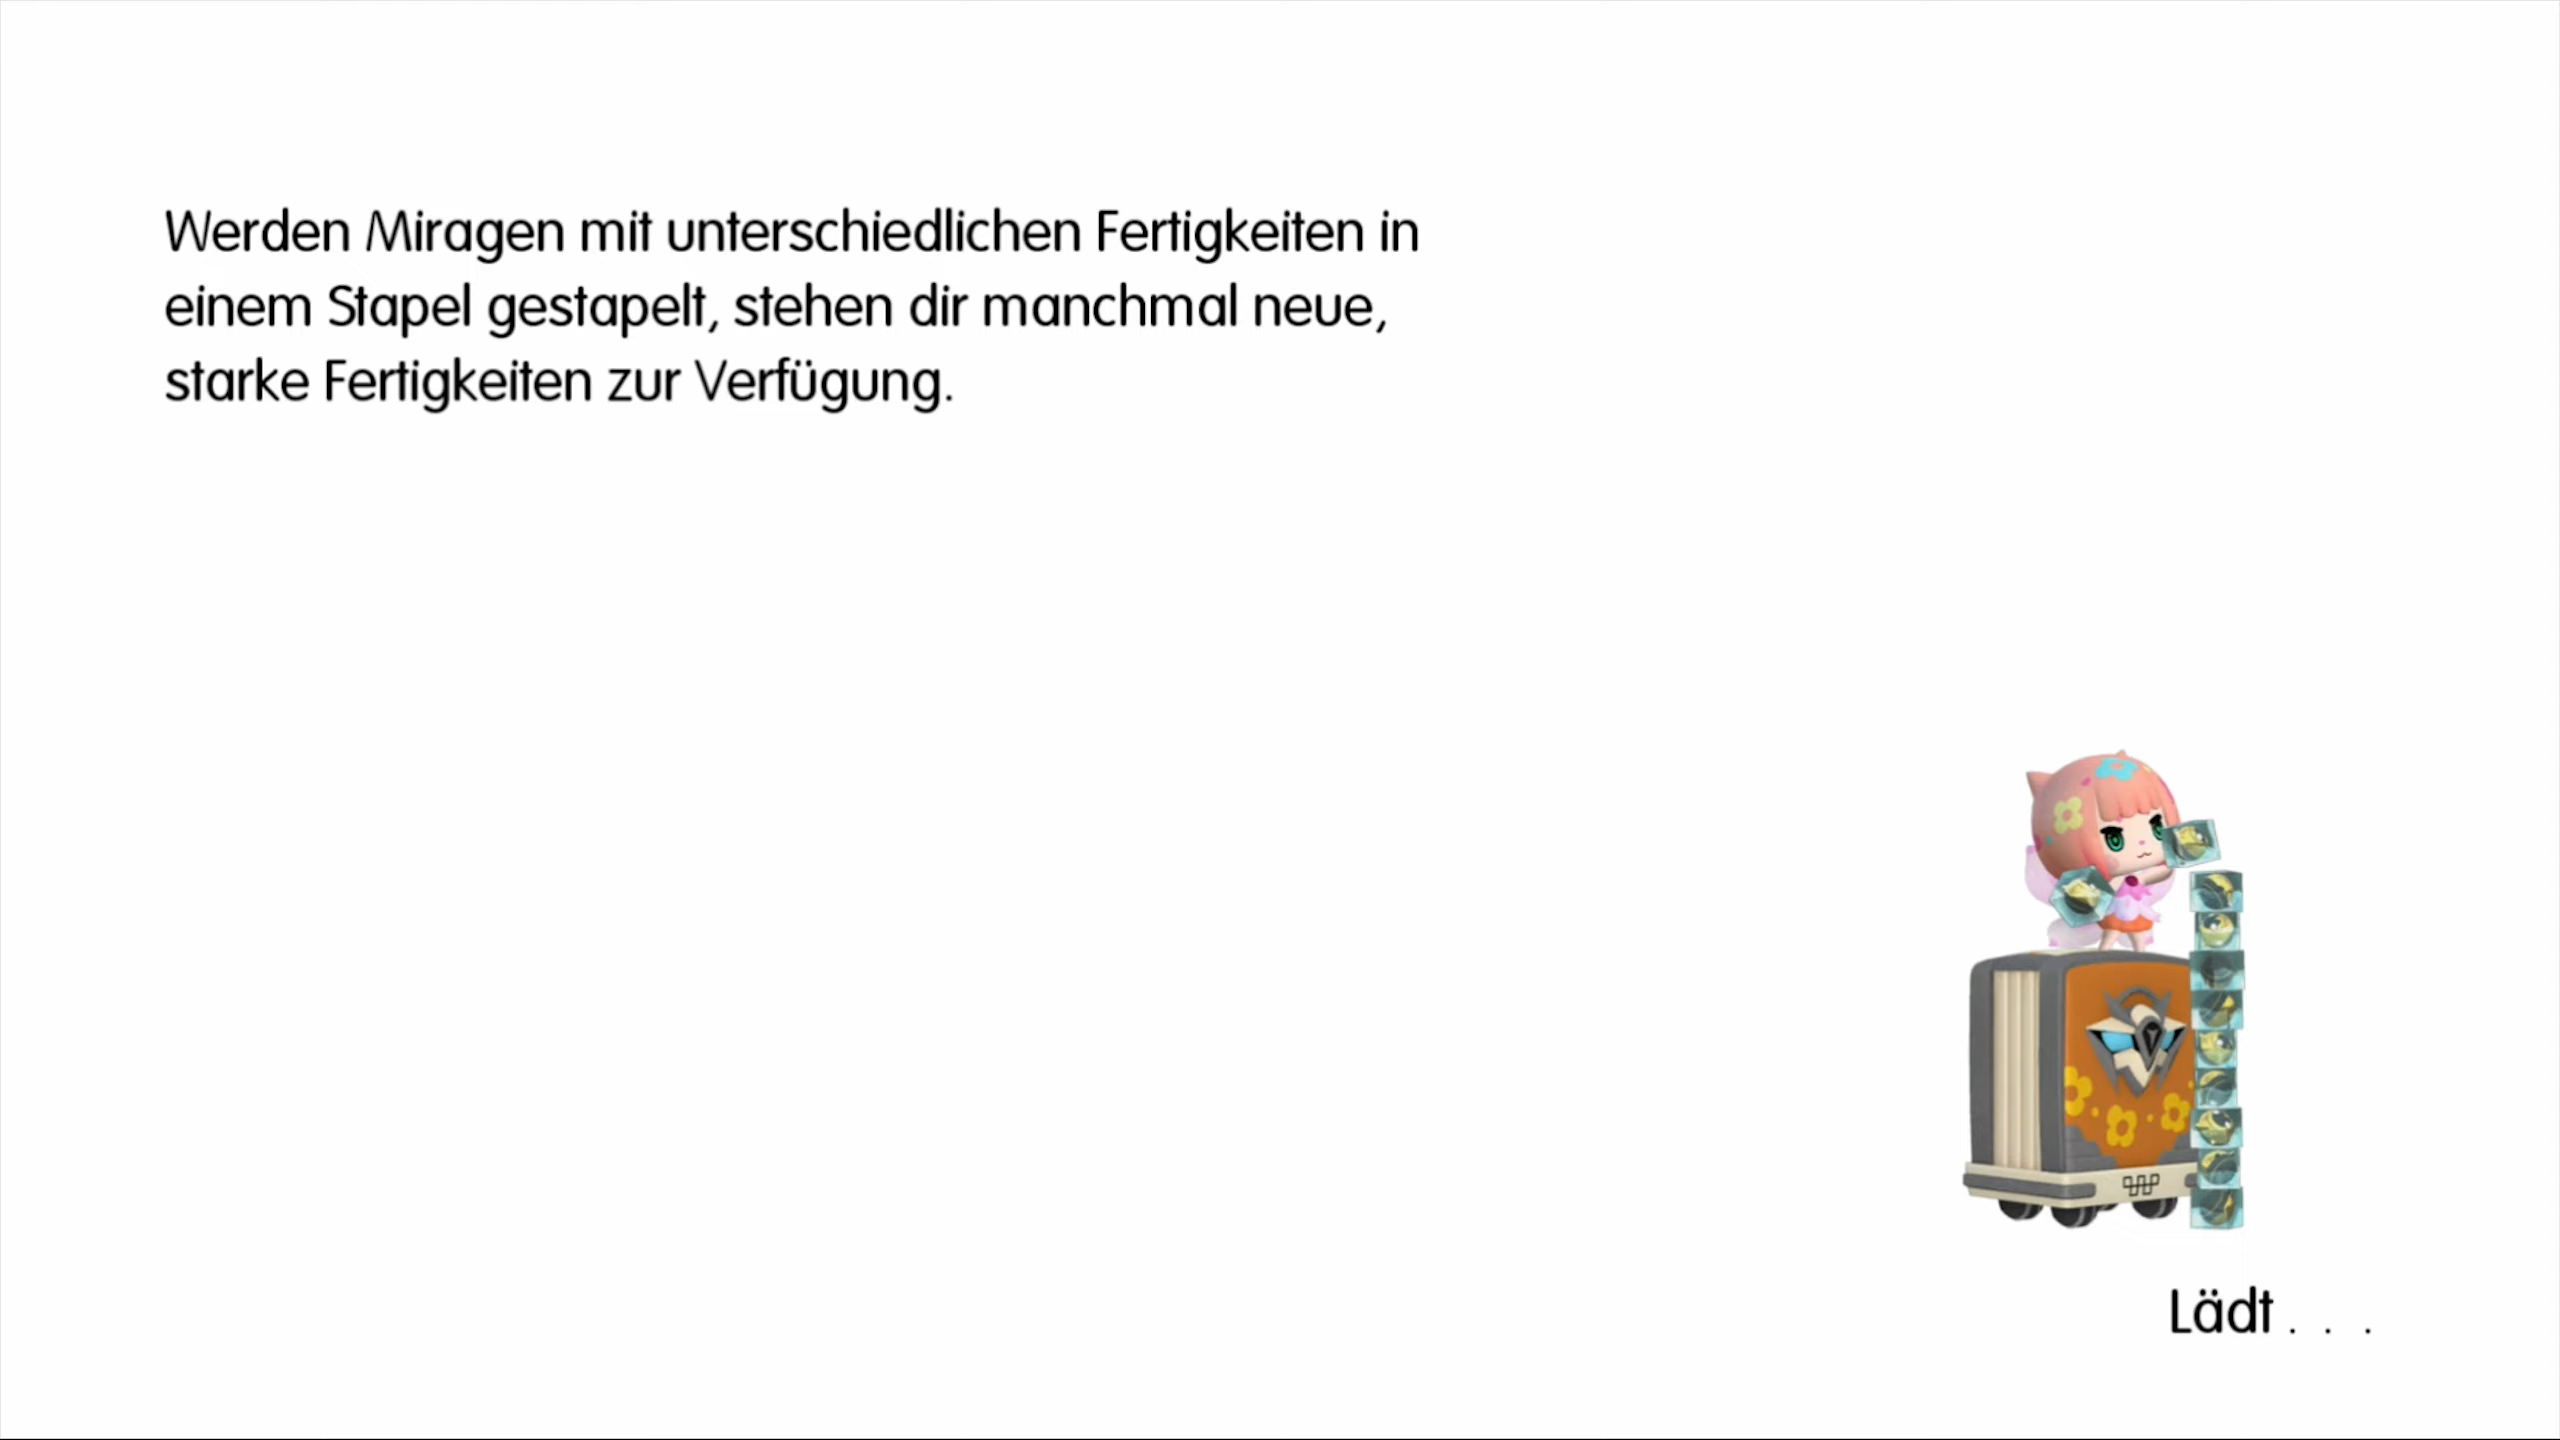 Werden Miragen mit unterschiedlichen Fertigkeiten in
einem Stapel gestapelt, stehen dir manchmal neue,
starke Fertigkeiten zur Verfügung.
Lädt . . .